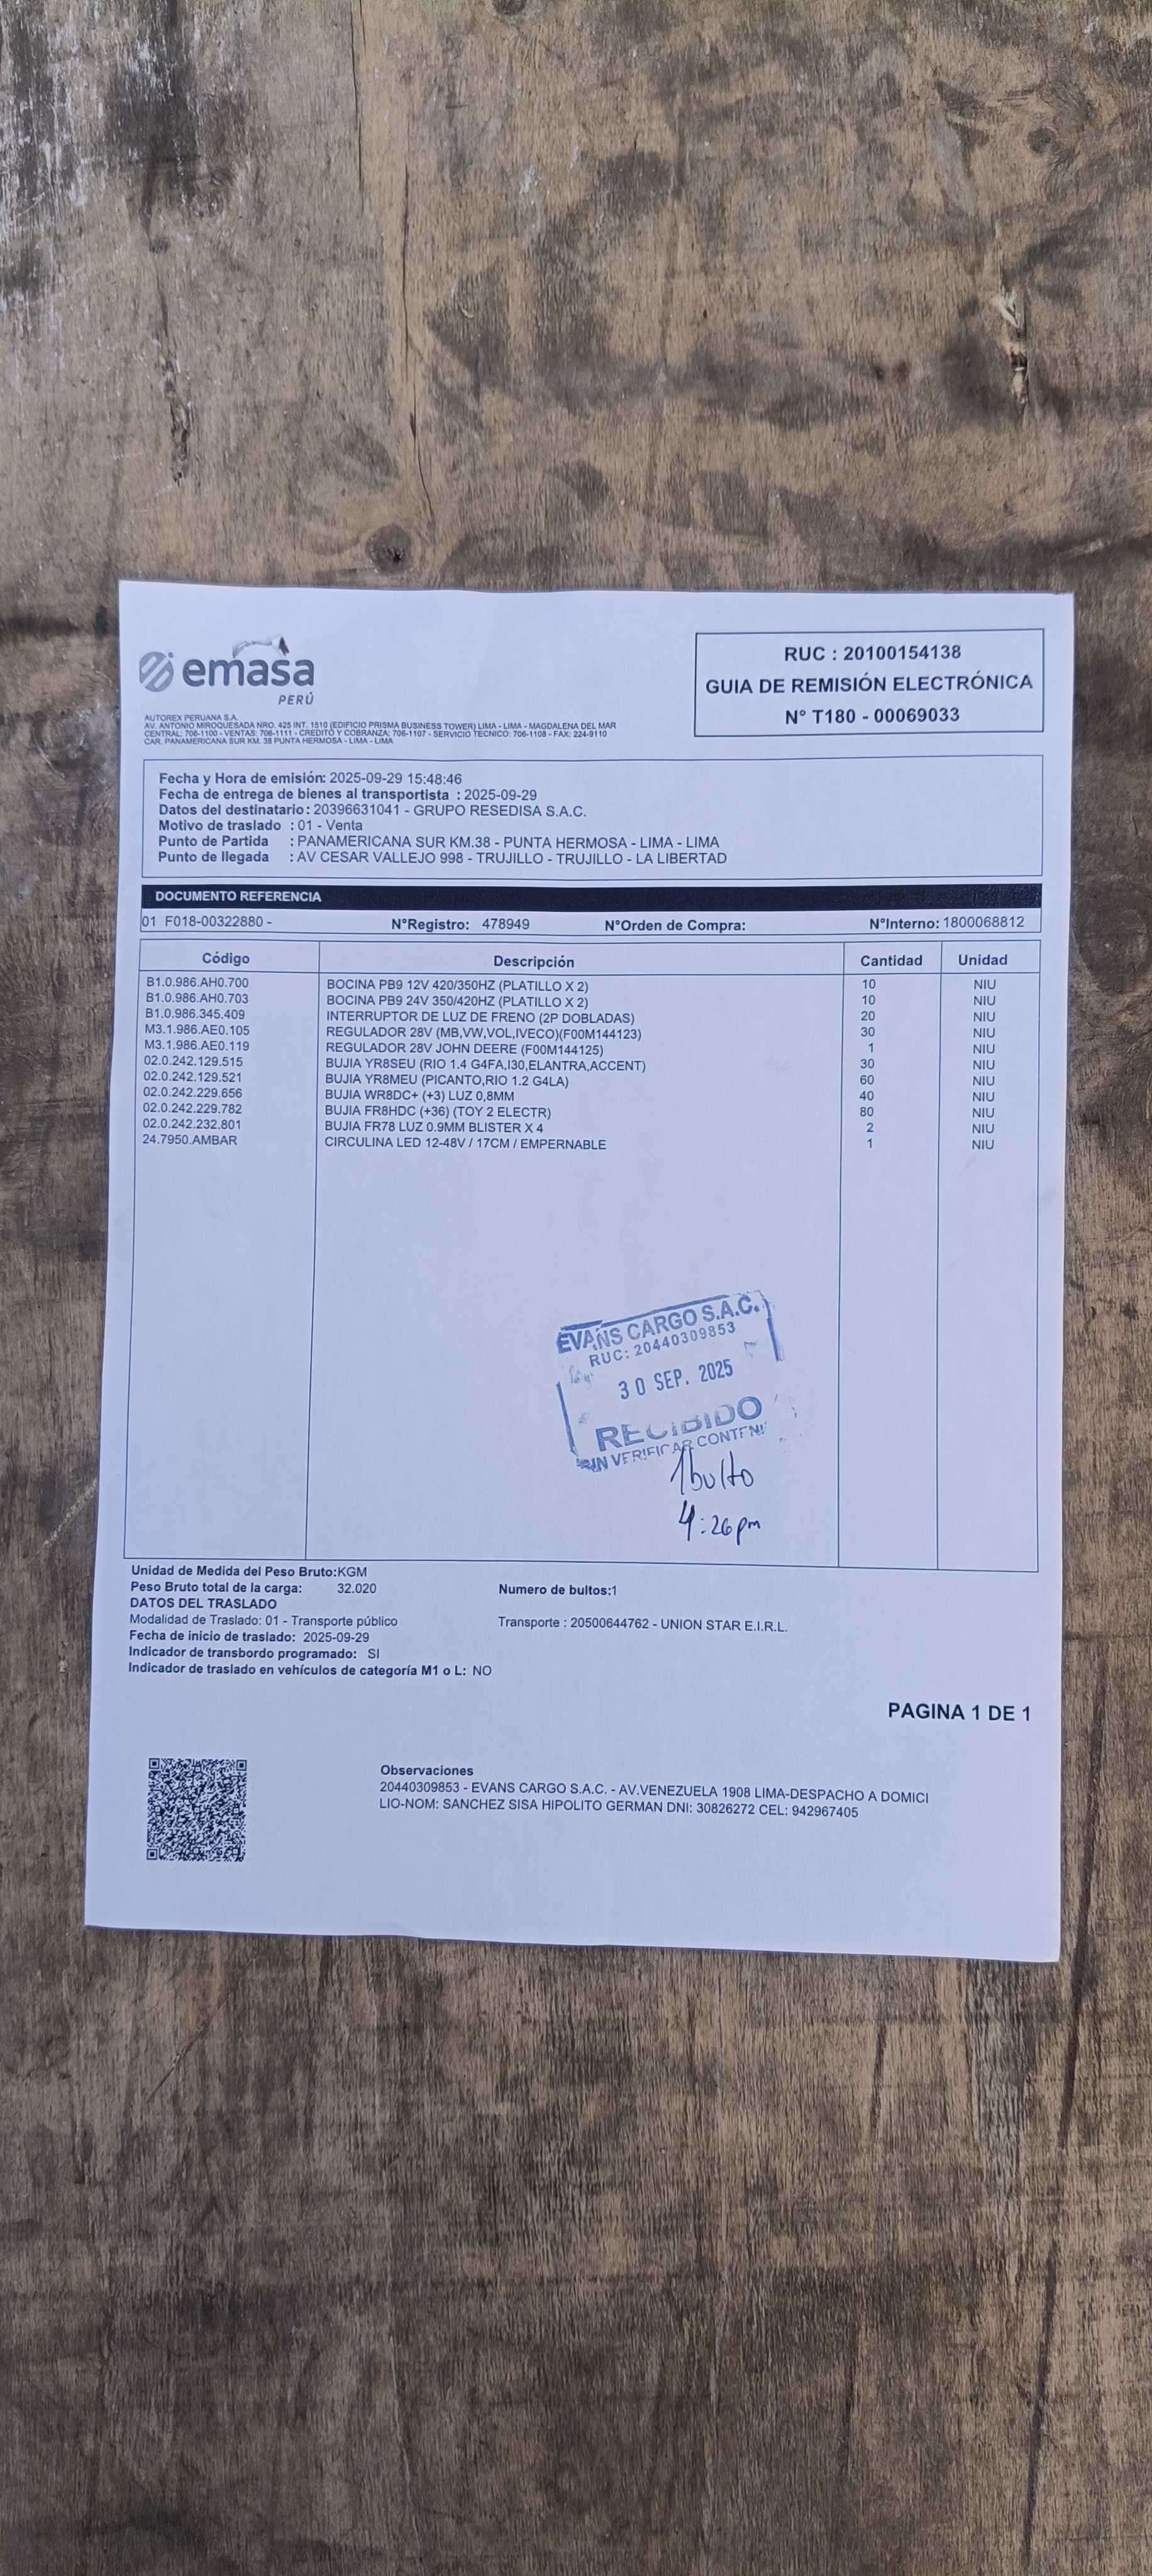 emasa
PERÚ
RUC : 20100154138
GUIA DE REMISIÓN ELECTRÓNICA
N° T180 - 00069033
AUTOREX PERUANA S.A.
AV. ANTONIO MIROQUESADA NRO. 425 INT. 1510 (EDIFICIO PRISMA BUSINESS TOWER) LIMA - LIMA - MAGDALENA DEL MAR
CENTRAL: 706-1100 - VENTAS: 706-1111 - CREDITO Y COBRANZA: 706-1107 - SERVICIO TECNICO: 706-1108 - FAX: 224-9110
CAR. PANAMERICANA SUR KM. 38 PUNTA HERMOSA - LIMA - LIMA
Fecha y Hora de emisión: 2025-09-29 15:48:46
Fecha de entrega de bienes al transportista : 2025-09-29
Datos del destinatario : 20396631041 - GRUPO RESEDISA S.A.C.
Motivo de traslado : 01 - Venta
Punto de Partida : PANAMERICANA SUR KM.38 - PUNTA HERMOSA - LIMA - LIMA
Punto de llegada : AV CESAR VALLEJO 998 - TRUJILLO - TRUJILLO - LA LIBERTAD
DOCUMENTO REFERENCIA
01 F018-00322880 - N°Registro: 478949 N°Orden de Compra: N°Interno: 1800068812
Código Descripción Cantidad Unidad
B1.0.986.AH0.700 BOCINA PB9 12V 420/350HZ (PLATILLO X 2) 10 NIU
B1.0.986.AH0.703 BOCINA PB9 24V 350/420HZ (PLATILLO X 2) 10 NIU
B1.0.986.345.409 INTERRUPTOR DE LUZ DE FRENO (2P DOBLADAS) 20 NIU
M3.1.986.AE0.105 REGULADOR 28V (MB,VW,VOL,IVECO)(F00M144123) 30 NIU
M3.1.986.AE0.119 REGULADOR 28V JOHN DEERE (F00M144125) 1 NIU
02.0.242.129.515 BUJIA YR8SEU (RIO 1.4 G4FA,I30,ELANTRA,ACCENT) 30 NIU
02.0.242.129.521 BUJIA YR8MEU (PICANTO,RIO 1.2 G4LA) 60 NIU
02.0.242.229.656 BUJIA WR8DC+ (+3) LUZ 0,8MM 40 NIU
02.0.242.229.782 BUJIA FR8HDC (+36) (TOY 2 ELECTR) 80 NIU
02.0.242.232.801 BUJIA FR78 LUZ 0.9MM BLISTER X 4 2 NIU
24.7950.AMBAR CIRCULINA LED 12-48V / 17CM / EMPERNABLE 1 NIU
EVANS CARGO S.A.C.
RUC: 20440309853
30 SEP. 2025
RECIBIDO
SIN VERIFICAR CONTENI
1 bulto
4:26 pm
Unidad de Medida del Peso Bruto:KGM
Peso Bruto total de la carga: 32.020 Numero de bultos:1
DATOS DEL TRASLADO
Modalidad de Traslado: 01 - Transporte público Transporte : 20500644762 - UNION STAR E.I.R.L.
Fecha de inicio de traslado: 2025-09-29
Indicador de transbordo programado: SI
Indicador de traslado en vehículos de categoría M1 o L: NO
PAGINA 1 DE 1
Observaciones
20440309853 - EVANS CARGO S.A.C. - AV.VENEZUELA 1908 LIMA-DESPACHO A DOMICI
LIO-NOM: SANCHEZ SISA HIPOLITO GERMAN DNI: 30826272 CEL: 942967405